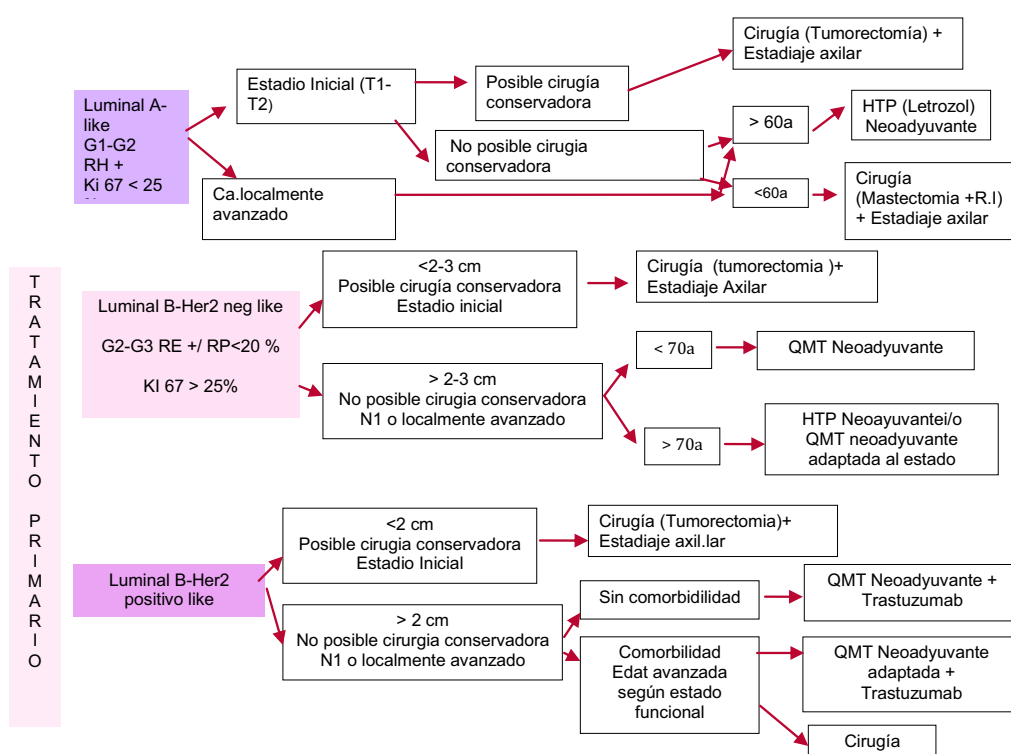 Cirugía (Tumorectomía) +
Estadiaje axilar
Estadio Inicial (T1-
T2)
Posible cirugía
conservadora
Luminal A-
like
G1-G2
RH +
Ki 67 < 25
HTP (Letrozol)
Neoadyuvante
> 60a
No posible cirugia
conservadora
Ca.localmente
avanzado
<60a
Cirugía
(Mastectomia +R.I)
+ Estadiaje axilar
TRATAMIENTO PRIMARIO
<2-3 cm
Posible cirugía conservadora
Estadio inicial
Cirugía (tumorectomia )+
Estadiaje Axilar
Luminal B-Her2 neg like
G2-G3 RE +/ RP<20 %
KI 67 > 25%
< 70a
QMT Neoadyuvante
> 2-3 cm
No posible cirugia conservadora
N1 o localmente avanzado
> 70a
HTP Neoayuvantei/o
QMT neoadyuvante
adaptada al estado
<2 cm
Posible cirugia conservadora
Estadio Inicial
Cirugía (Tumorectomia)+
Estadiaje axil.lar
Luminal B-Her2
positivo like
Sin comorbidilidad
QMT Neoadyuvante +
Trastuzumab
> 2 cm
No posible cirurgia conservadora
N1 o localmente avanzado
Comorbilidad
Edat avanzada
según estado
funcional
QMT Neoadyuvante
adaptada +
Trastuzumab
Cirugía